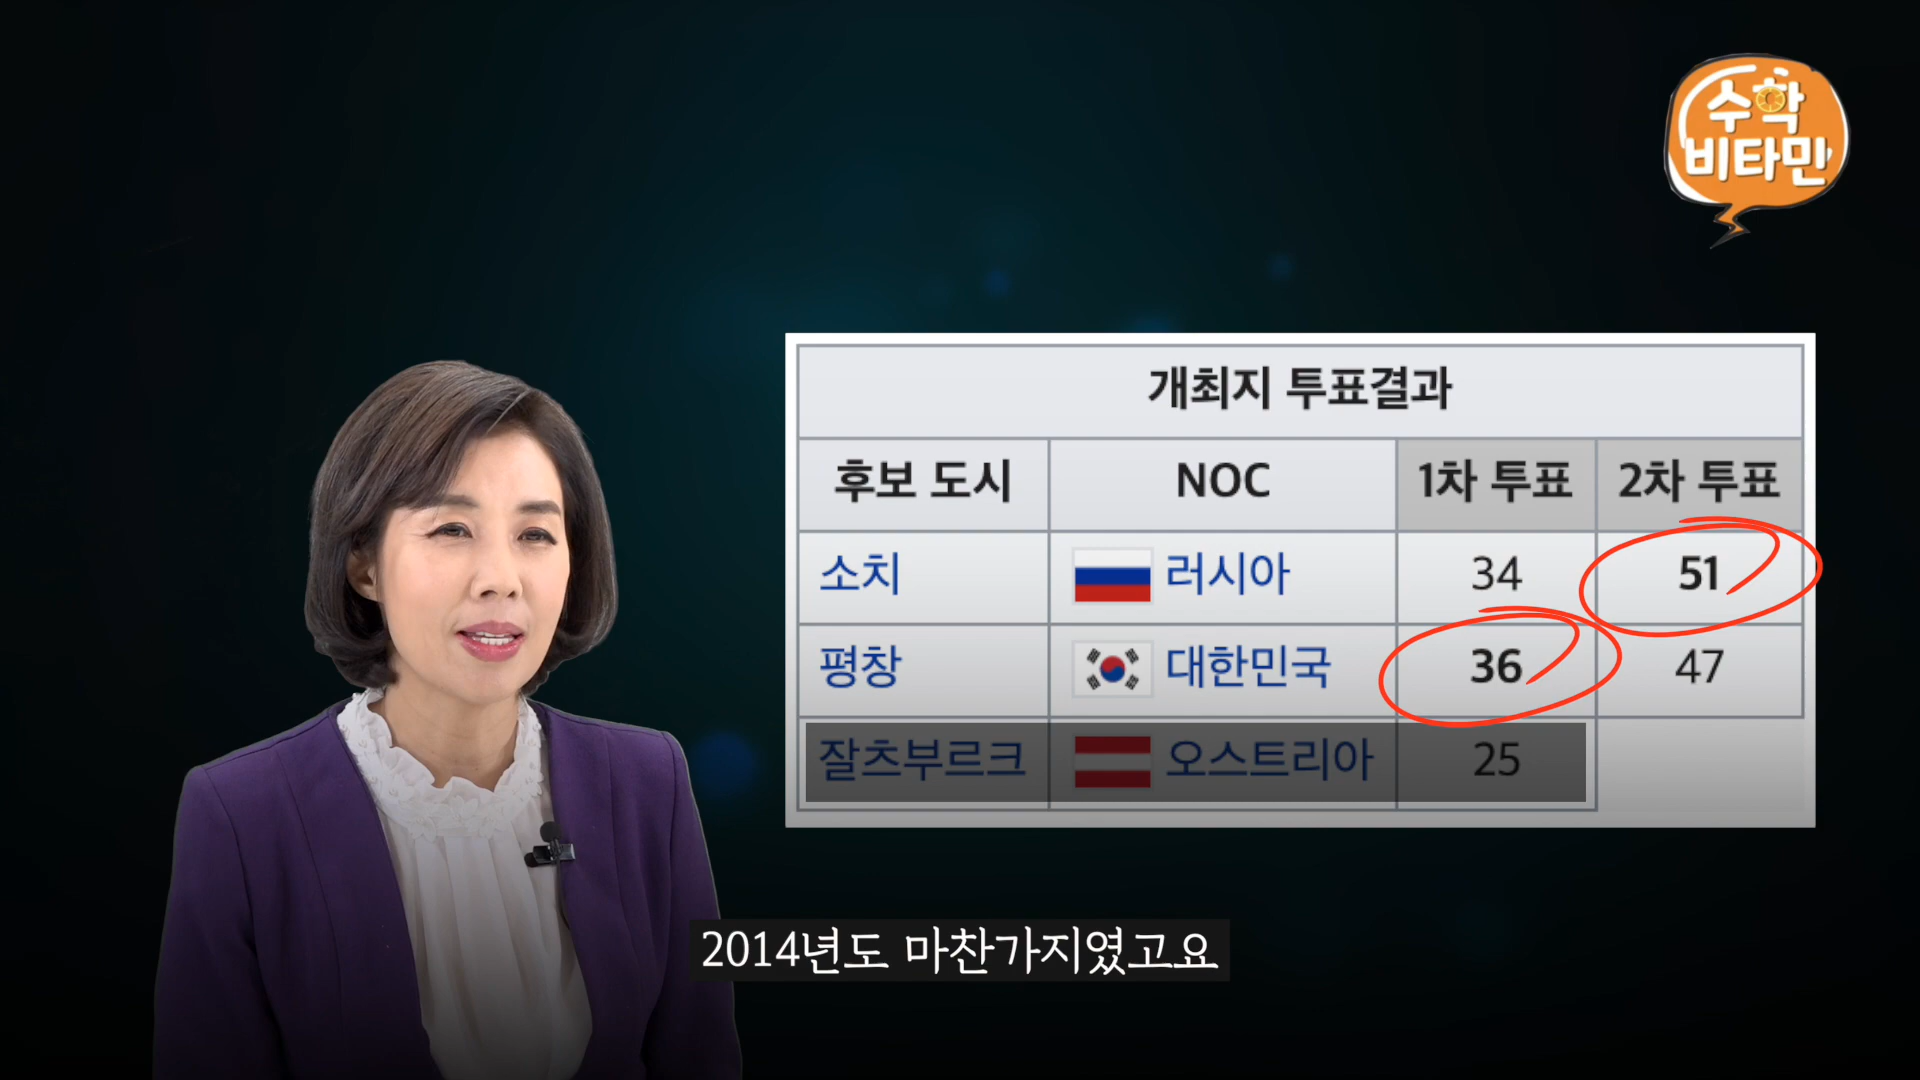 수학
비타민
개최지 투표결과
후보 도시 NOC 1차 투표 2차 투표
소치 러시아 34 51
평창 대한민국 36 47
잘츠부르크 오스트리아 25
2014년도 마찬가지였고요